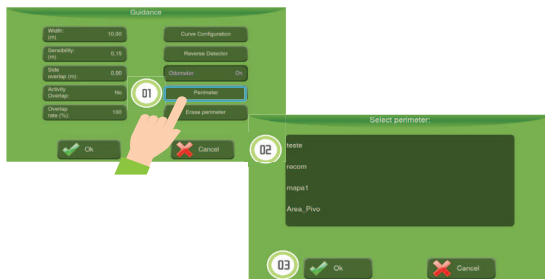 Guidance
Width: (m) 10,00 Curve Configuration
Sensibility: (m) 0,15 Reverse Detector
Side overlap (m): 0,00 Odometer On
Activity Overlap: No 01 Perimeter
Overlap rate (%): 100 Erase perimeter
Ok Cancel
Select perimeter:
02
teste
recom
mapa1
Area_Pivo
03 Ok Cancel